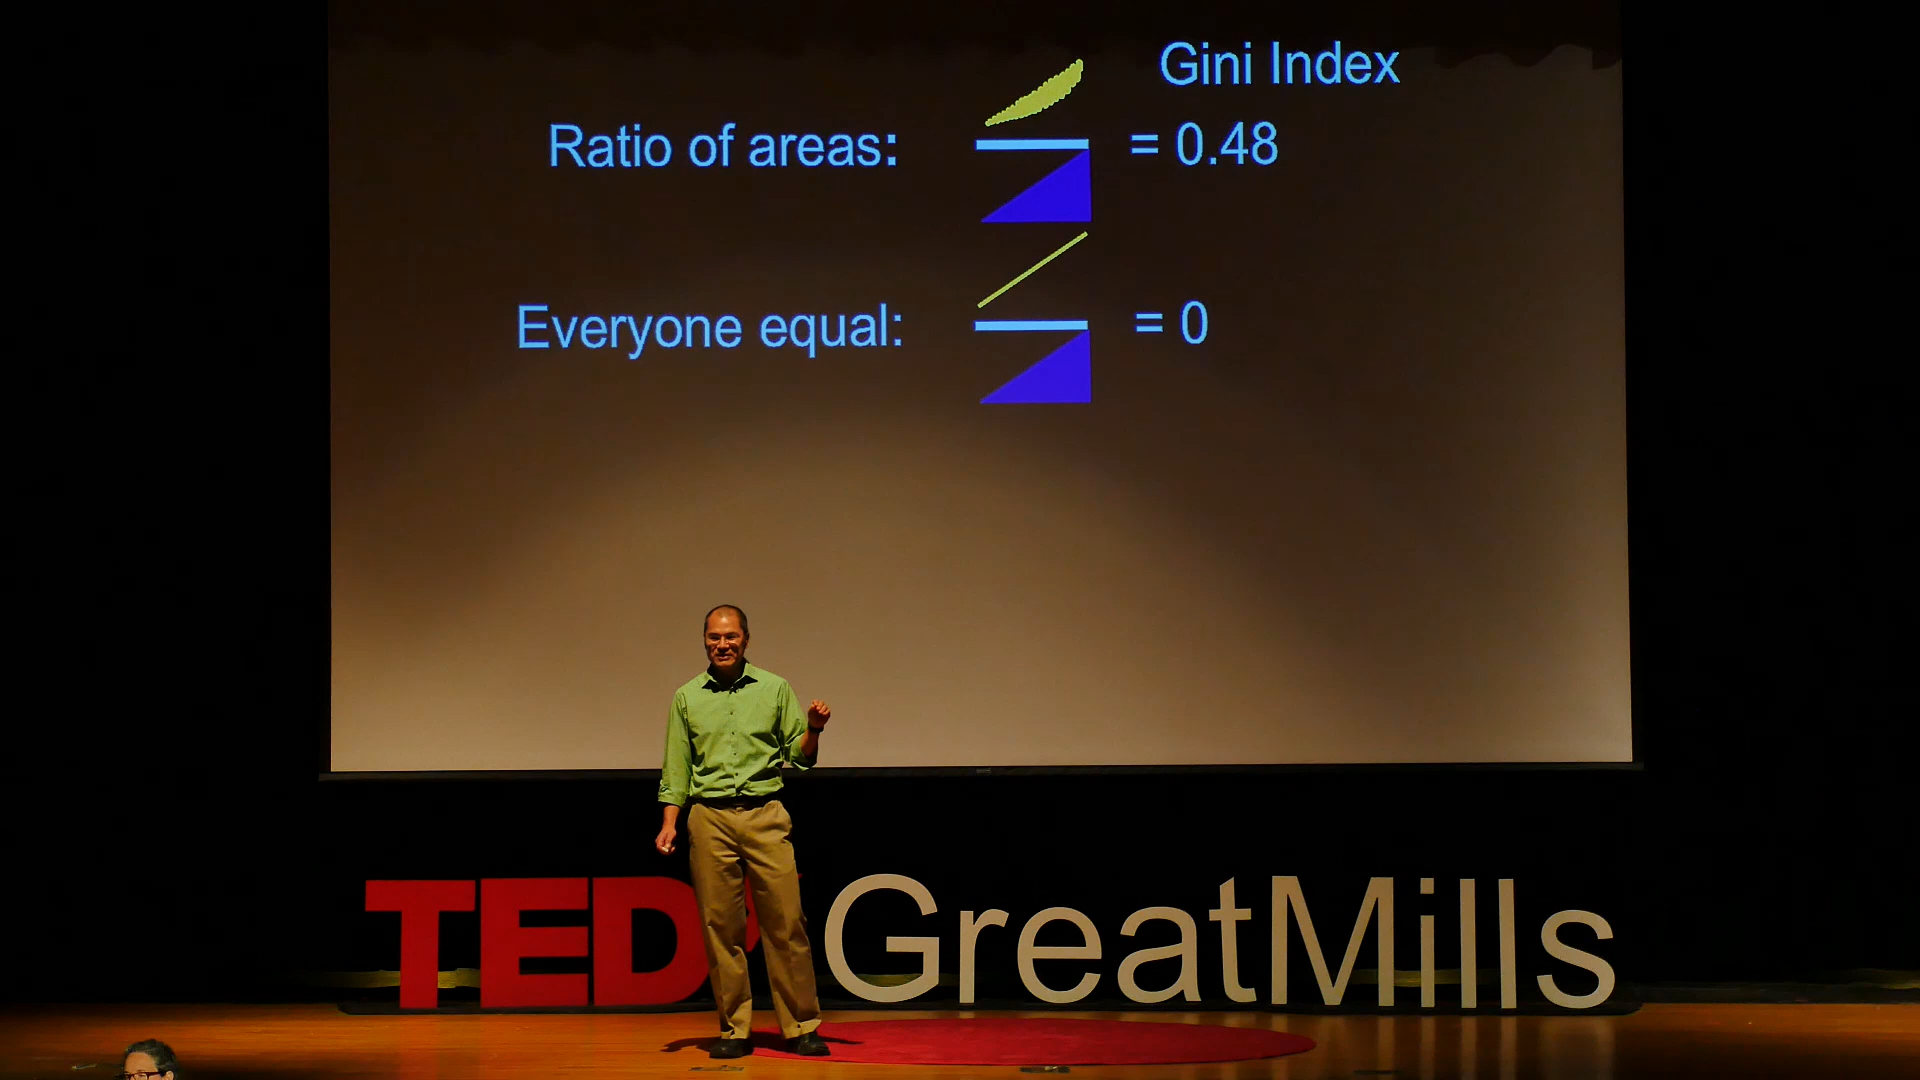 Gini Index
Ratio of areas: = 0.48
Everyone equal: = 0
TEDx GreatMills